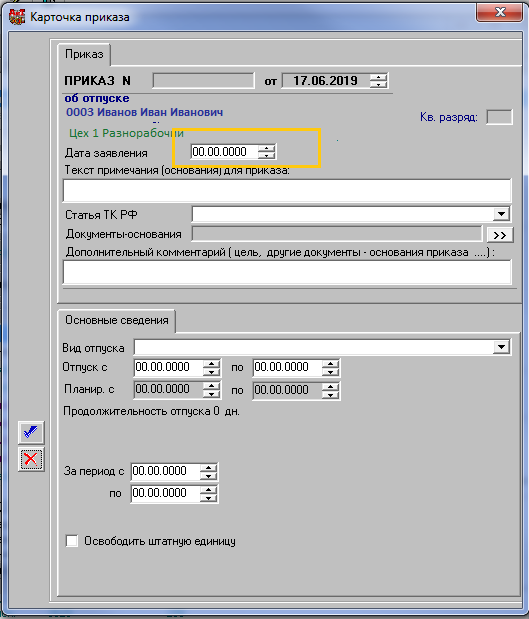 Карточка приказа
Приказ
ПРИКАЗ N от 17.06.2019
об отпуске
0003 Иванов Иван Иванович
Кв. разряд:
Цех 1 Разнорабочий
Дата заявления 00.00.0000
Текст примечания (основания) для приказа:
Статья ТК РФ
Документы-основания >>
Дополнительный комментарий ( цель, другие документы - основания приказа ....) :
Основные сведения
Вид отпуска
Отпуск с 00.00.0000 по 00.00.0000
Планир. с 00.00.0000 по 00.00.0000
Продолжительность отпуска 0 дн.
За период с 00.00.0000
по 00.00.0000
Освободить штатную единицу